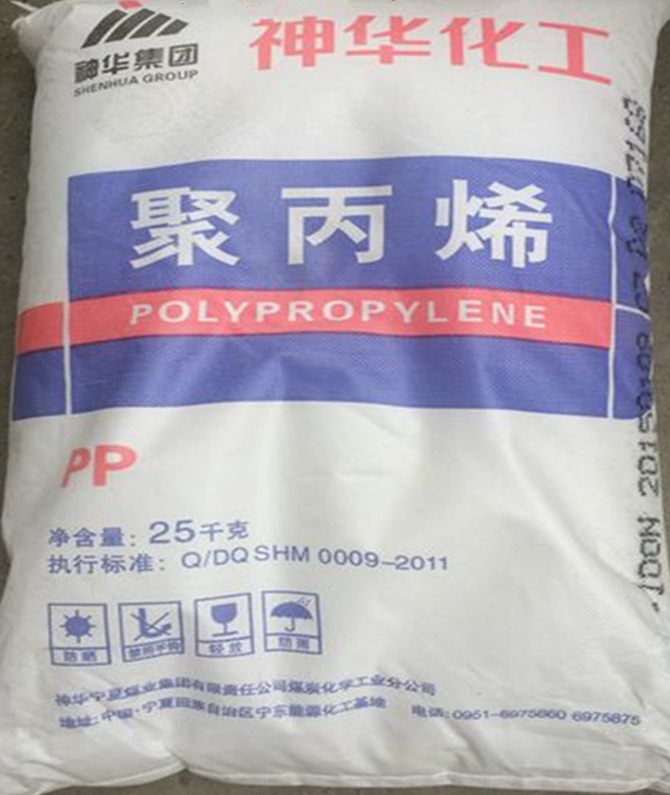 神华集团
SHENHUA GROUP
神华化工
聚丙烯
POLYPROPYLENE
PP
净含量：25千克
执行标准：Q/DQ SHM 0009-2011
防晒
禁用手钩
轻放
防潮
神华宁夏煤业集团有限责任公司煤炭化学工业分公司
地址：中国·宁夏回族自治区宁东能源化工基地 电话：0951-6975860 6975875